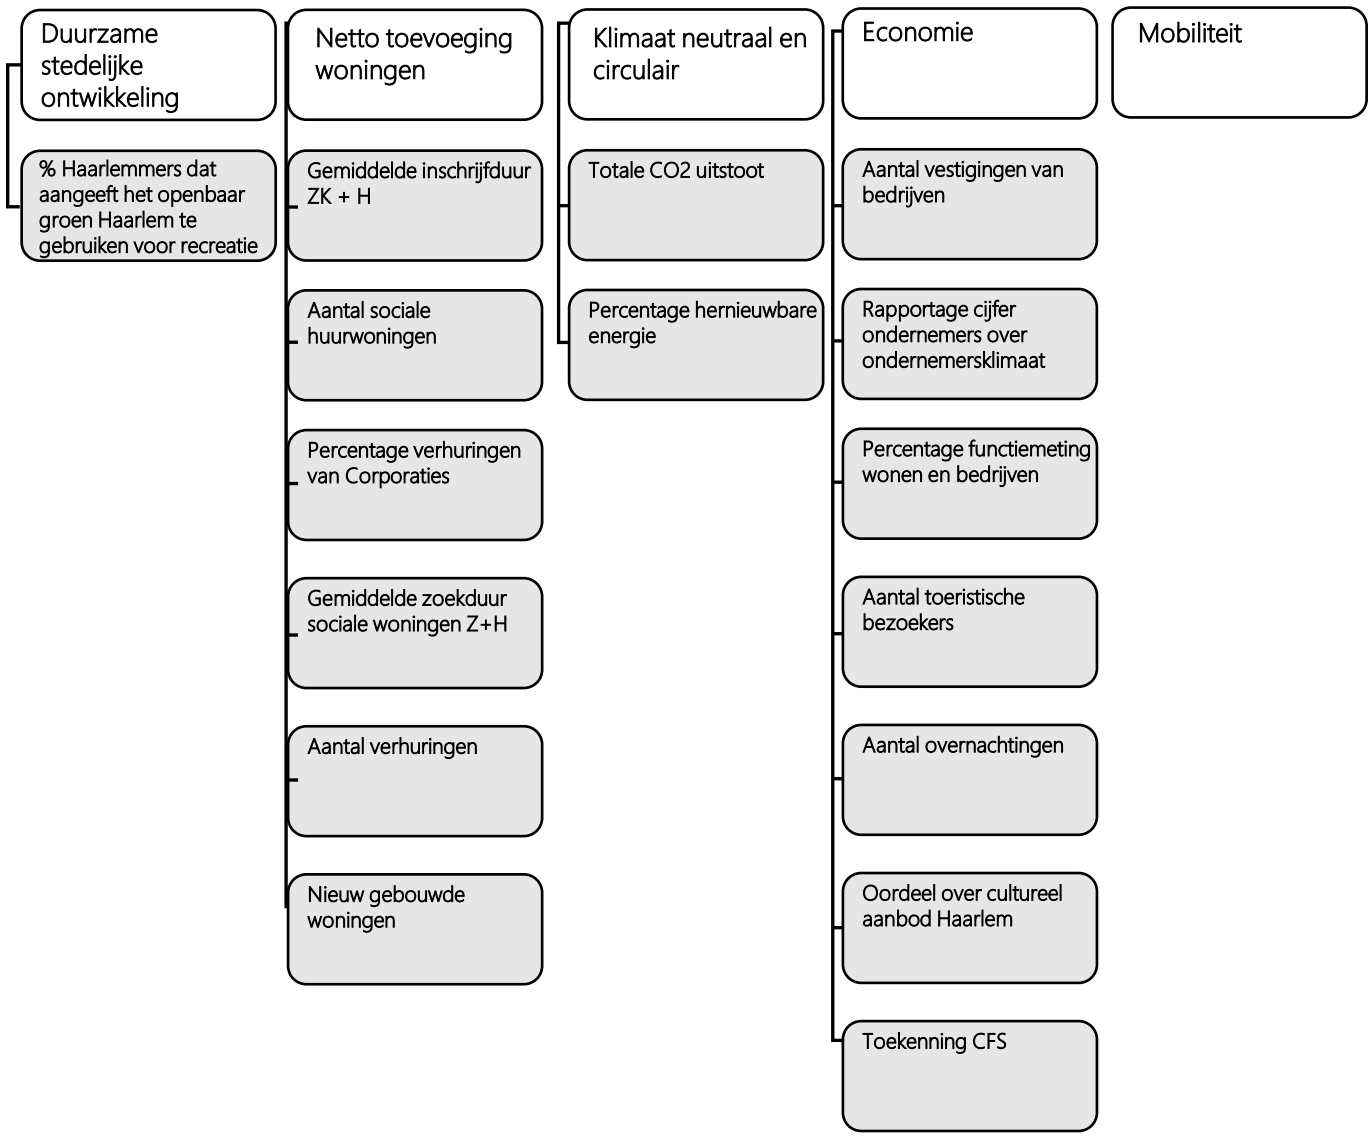 Duurzame
stedelijke
ontwikkeling
% Haarlemmers dat
aangeeft het openbaar
groen Haarlem te
gebruiken voor recreatie
Netto toevoeging
woningen
Gemiddelde inschrijfduur
ZK + H
Aantal sociale
huurwoningen
Percentage verhuringen
van Corporaties
Gemiddelde zoekduur
sociale woningen Z+H
Aantal verhuringen
Nieuw gebouwde
woningen
Klimaat neutraal en
circulair
Totale CO2 uitstoot
Percentage hernieuwbare
energie
Economie
Aantal vestigingen van
bedrijven
Rapportage cijfer
ondernemers over
ondernemersklimaat
Percentage functiemeting
wonen en bedrijven
Aantal toeristische
bezoekers
Aantal overnachtingen
Oordeel over cultureel
aanbod Haarlem
Toekenning CFS
Mobiliteit